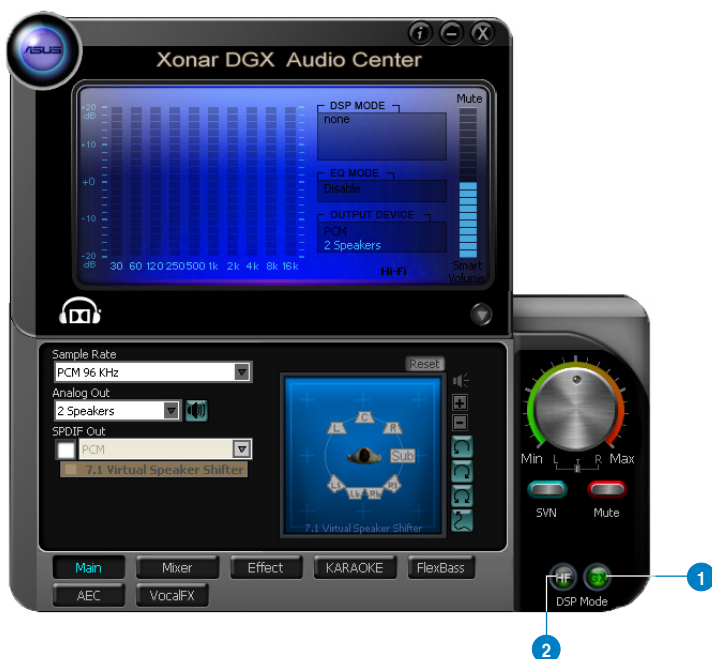 ASUS
Xonar DGX Audio Center
+20
dB
+10
+0
-10
-20
dB
30 60 120 250 500 1k 2k 4k 8k 16k
DSP MODE
none
EQ MODE
Disable
OUTPUT DEVICE
PCM
2 Speakers
Hi-Fi
Mute
Smart
Volume
Sample Rate
PCM 96 KHz
Analog Out
2 Speakers
SPDIF Out
PCM
7.1 Virtual Speaker Shifter
Reset
L C R
Sub
Ls Lb Rb Rs
7.1 Virtual Speaker Shifter
Min L T R Max
SVN Mute
HF GX
DSP Mode
1
2
Main Mixer Effect KARAOKE FlexBass
AEC VocalFX